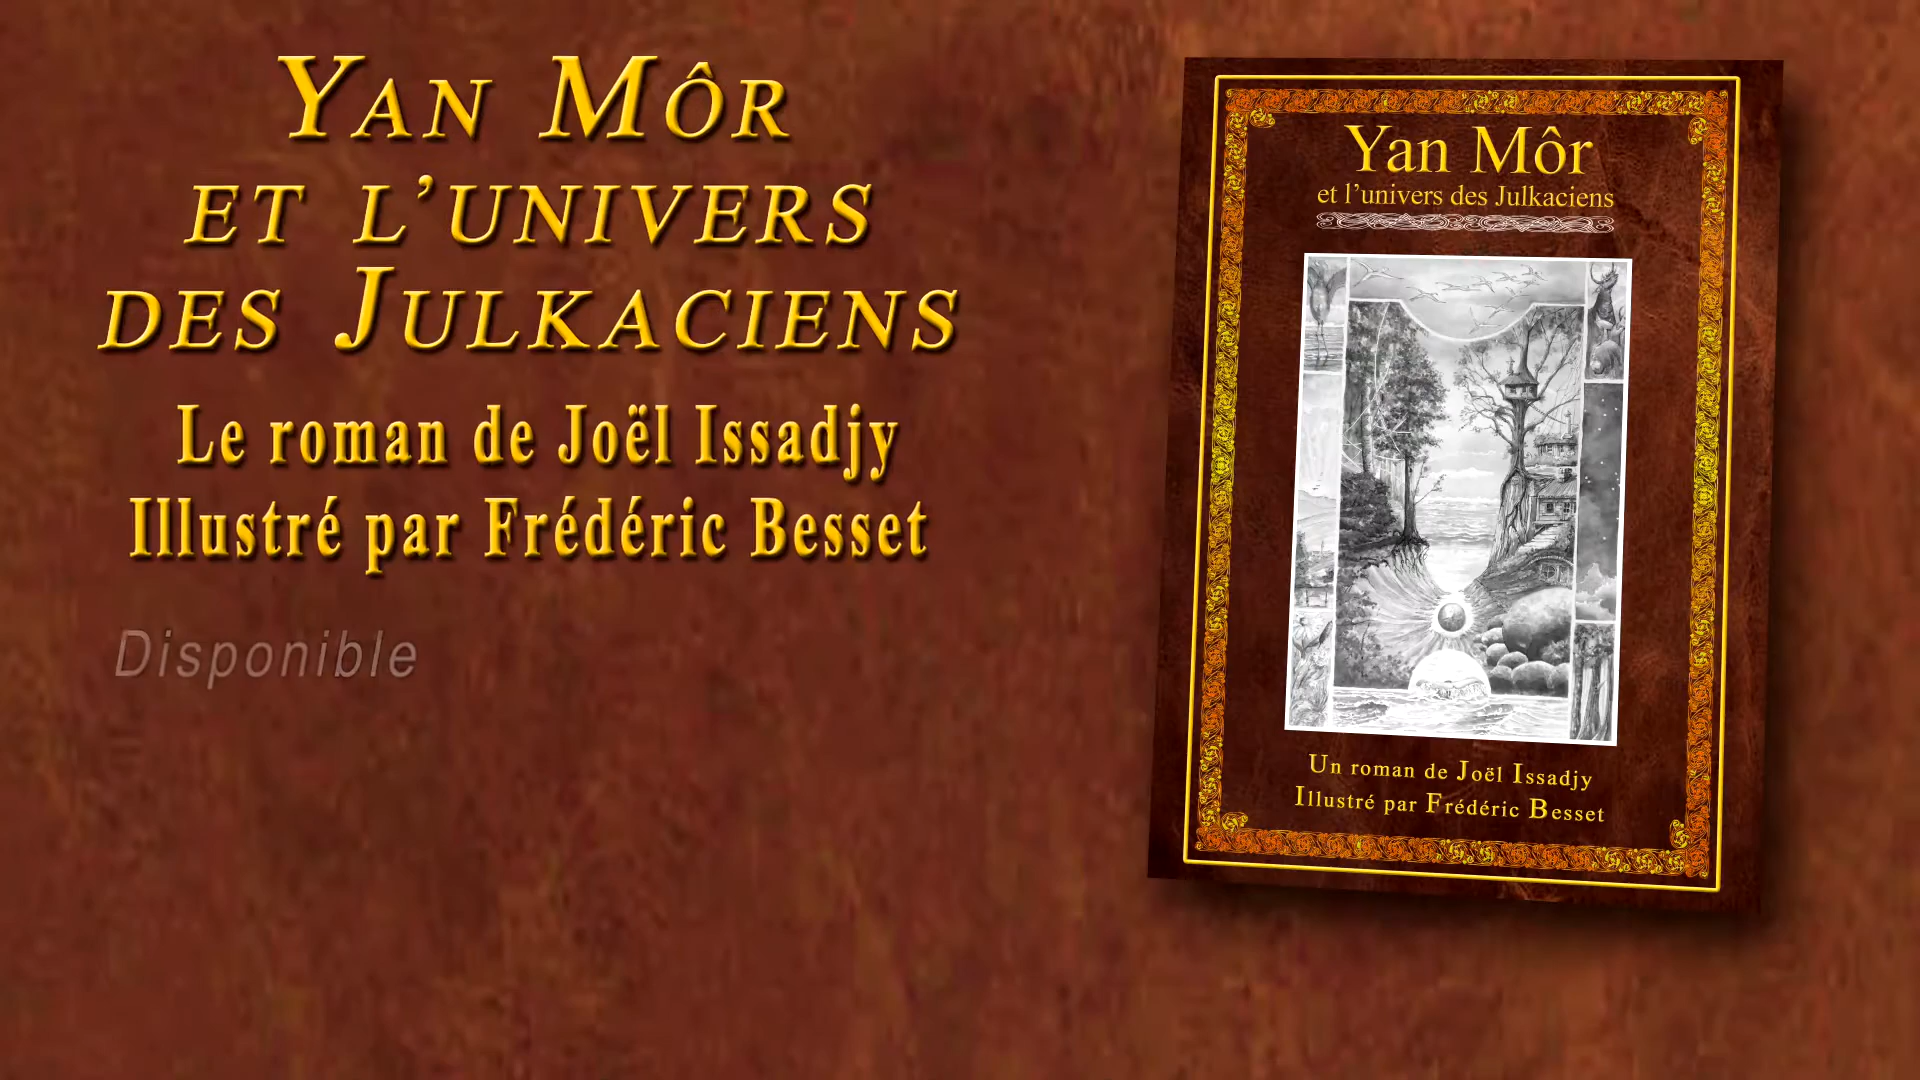 Yan Môr
et l'univers
des Julkaciens
Le roman de Joël Issadjy
Illustré par Frédéric Besset
Disponible
Yan Môr
et l'univers des Julkaciens
Un roman de Joël Issadjy
Illustré par Frédéric Besset